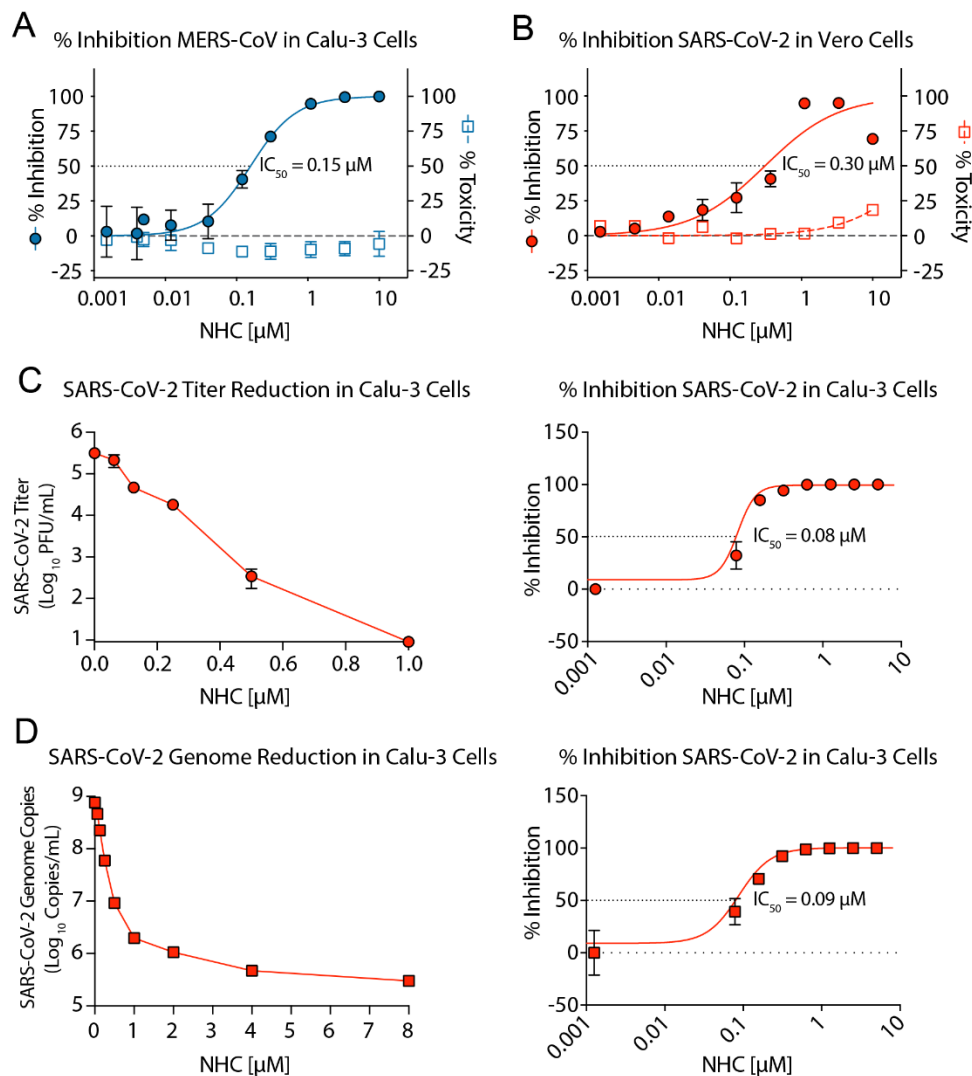 A
% Inhibition MERS-CoV in Calu-3 Cells
100
75
50
25
0
-25
% Inhibition
100
75
50
25
0
-25
% Toxicity
IC50 = 0.15 µM
0.001 0.01 0.1 1 10
NHC [µM]
B
% Inhibition SARS-CoV-2 in Vero Cells
100
75
50
25
0
-25
% Inhibition
100
75
50
25
0
-25
% Toxicity
IC50 = 0.30 µM
0.001 0.01 0.1 1 10
NHC [µM]
C
SARS-CoV-2 Titer Reduction in Calu-3 Cells
6
5
4
3
2
1
SARS-CoV-2 Titer
(Log10 PFU/mL)
0.0 0.2 0.4 0.6 0.8 1.0
NHC [µM]
% Inhibition SARS-CoV-2 in Calu-3 Cells
150
100
50
0
-50
% Inhibition
IC50 = 0.08 µM
0.001 0.01 0.1 1 10
NHC [µM]
D
SARS-CoV-2 Genome Reduction in Calu-3 Cells
9
8
7
6
5
SARS-CoV-2 Genome Copies
(Log10 Copies/mL)
0 1 2 3 4 5 6 7 8
NHC [µM]
% Inhibition SARS-CoV-2 in Calu-3 Cells
150
100
50
0
-50
% Inhibition
IC50 = 0.09 µM
0.001 0.01 0.1 1 10
NHC [µM]